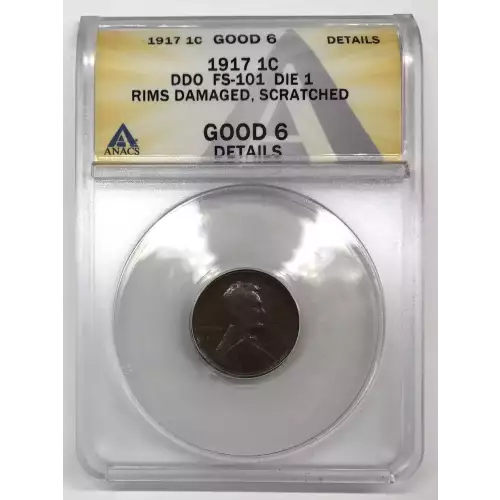 1917 1C GOOD 6 DETAILS
1917 1C
DDO FS-101 DIE 1
RIMS DAMAGED, SCRATCHED
ANACS
GOOD 6
DETAILS